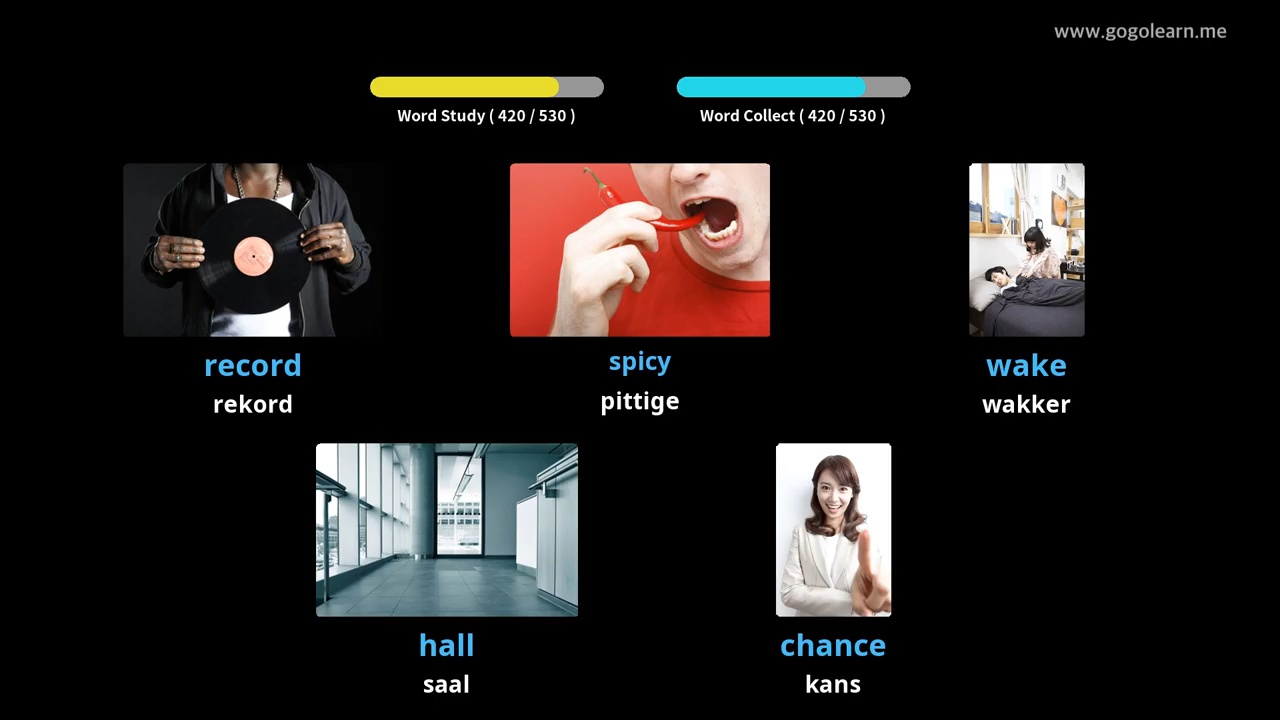 www.gogolearn.me
Word Study ( 420 / 530 )
Word Collect ( 420 / 530 )
record
rekord
spicy
pittige
wake
wakker
hall
saal
chance
kans